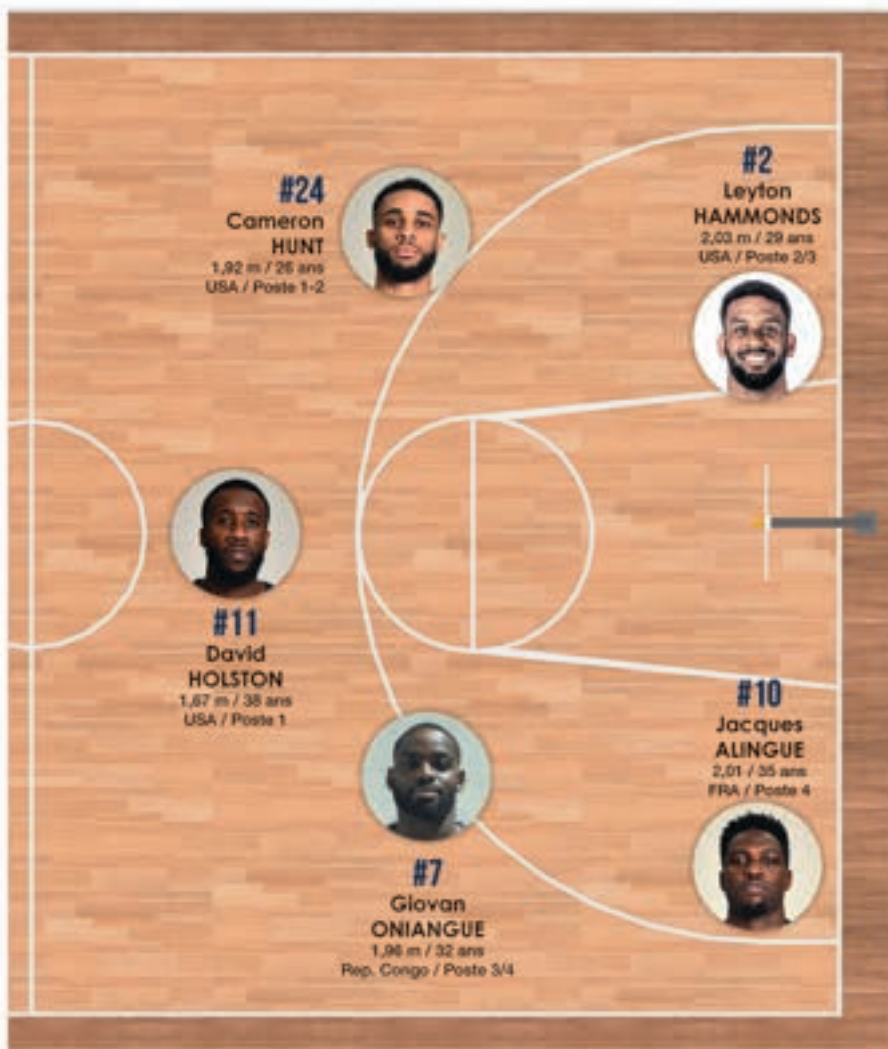 #24
Cameron
HUNT
1,92 m / 26 ans
USA / Poste 1-2
#2
Leyton
HAMMONDS
2,03 m / 29 ans
USA / Poste 2/3
#11
David
HOLSTON
1,67 m / 38 ans
USA / Poste 1
#10
Jacques
ALINGUE
2,01 / 35 ans
FRA / Poste 4
#7
Giovan
ONIANGUE
1,96 m / 32 ans
Rep. Congo / Poste 3/4